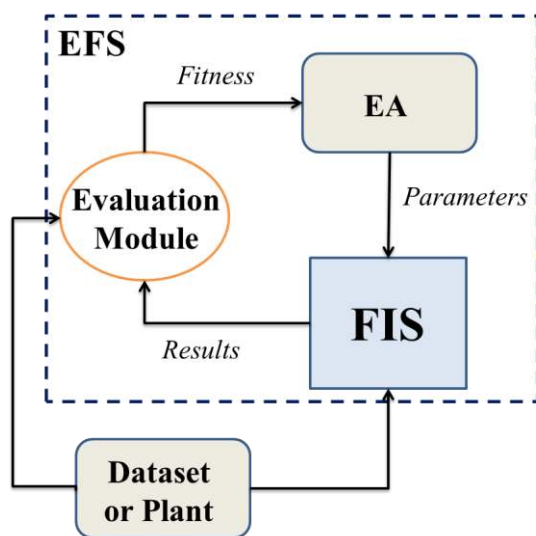 EFS
Fitness
EA
Evaluation
Module
Parameters
FIS
Results
Dataset
or Plant